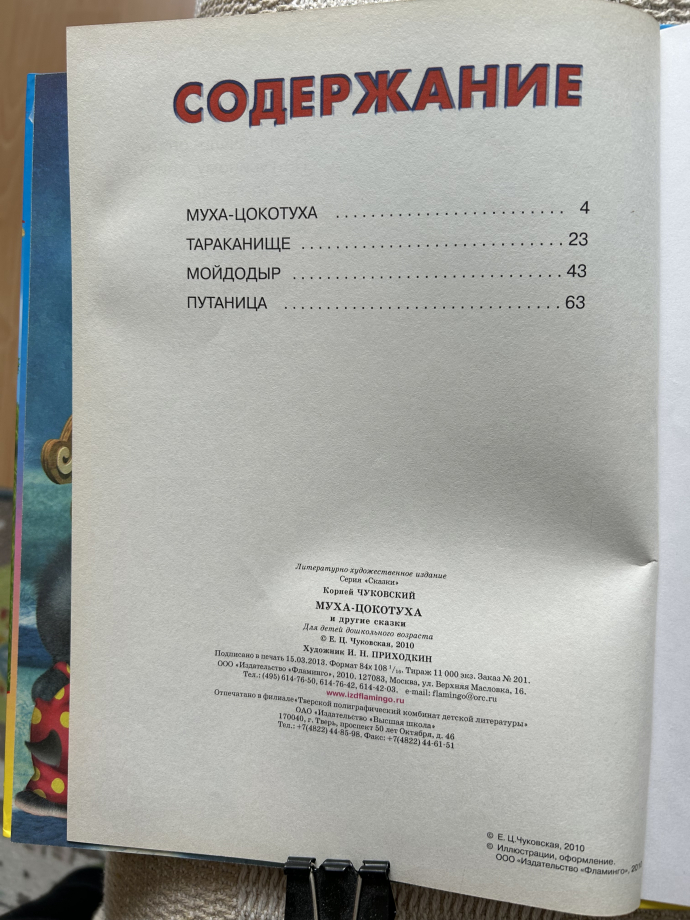 СОДЕРЖАНИЕ
МУХА-ЦОКОТУХА .......................... 4
ТАРАКАНИЩЕ .............................. 23
МОЙДОДЫР ............................... 43
ПУТАНИЦА ................................ 63
Литературно-художественное издание
Серия «Сказки»
Корней ЧУКОВСКИЙ
МУХА-ЦОКОТУХА
и другие сказки
Для детей дошкольного возраста
© Е. Ц. Чуковская, 2010
Художник И. Н. ПРИХОДКИН
Подписано в печать 15.03.2013. Формат 84х108 1/16. Тираж 11 000 экз. Заказ № 201.
ООО «Издательство «Фламинго», 2010. 127083, Москва, ул. Верхняя Масловка, 16.
Тел.: (495) 614-76-50, 614-76-42, 614-42-03. e-mail: flamingo@orc.ru
www.izdflamingo.ru
Отпечатано в филиале«Тверской полиграфический комбинат детской литературы»
ОАО «Издательство «Высшая школа»
170040, г. Тверь, проспект 50 лет Октября, д. 46
Тел.: +7(4822) 44-85-98. Факс: +7(4822) 44-61-51
© Е. Ц.Чуковская, 2010
© Иллюстрации, оформление.
ООО «Издательство «Фламинго», 2010